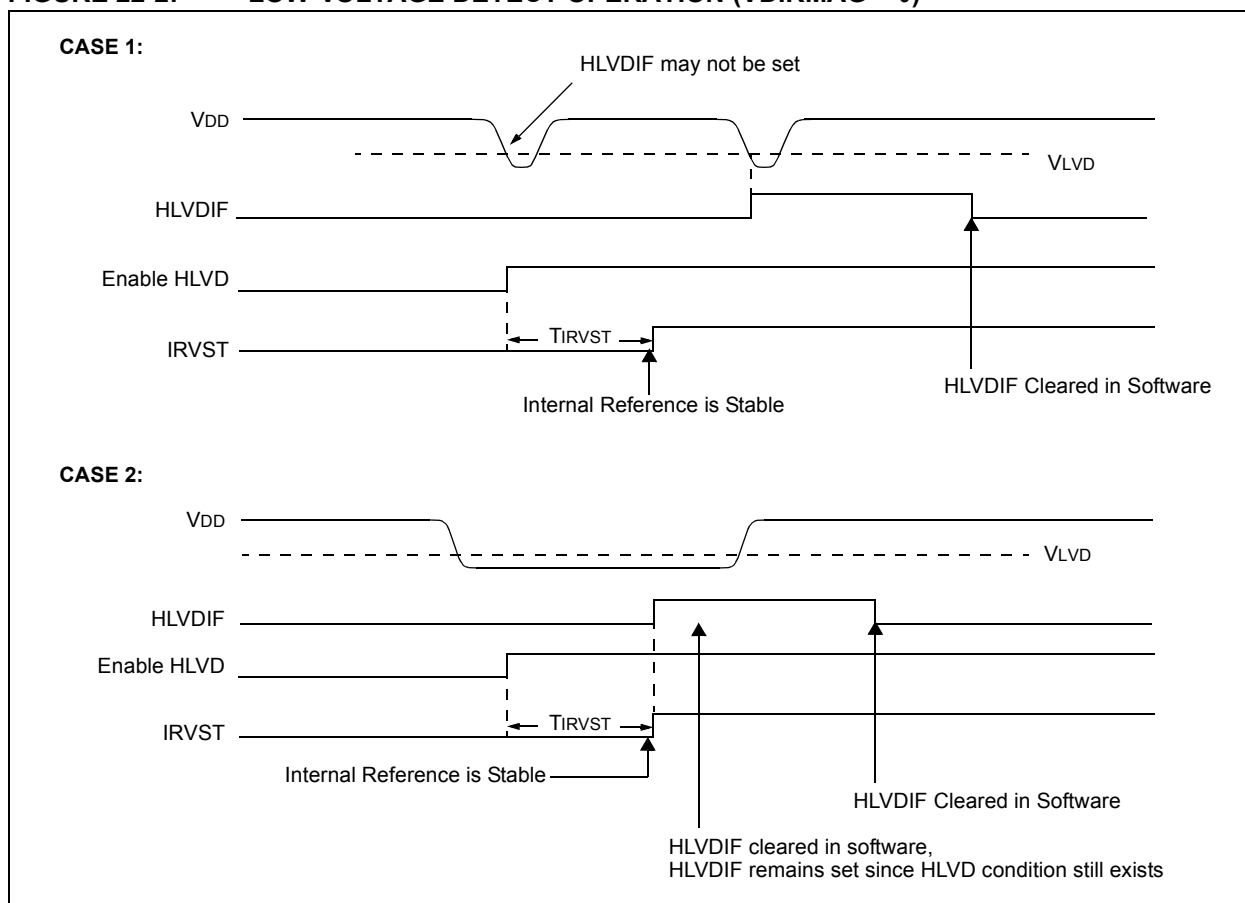 CASE 1:
HLVDIF may not be set
VDD
VLVD
HLVDIF
Enable HLVD
TIRVST
IRVST
HLVDIF Cleared in Software
Internal Reference is Stable
CASE 2:
VDD
VLVD
HLVDIF
Enable HLVD
TIRVST
IRVST
Internal Reference is Stable
HLVDIF Cleared in Software
HLVDIF cleared in software,
HLVDIF remains set since HLVD condition still exists